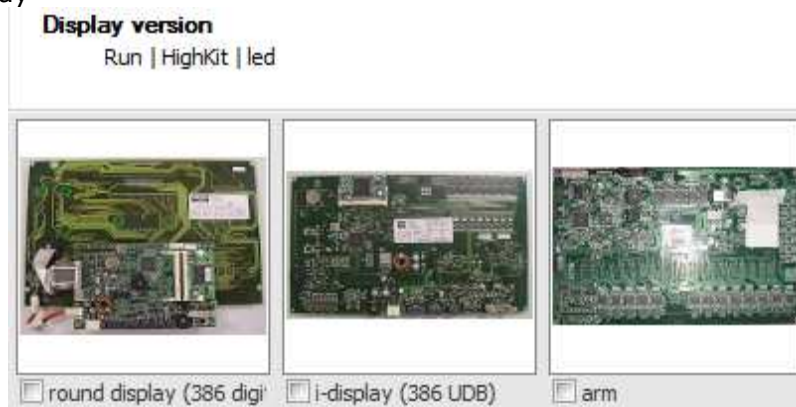 Display version
Run | HighKit | led
round display (386 digi
i-display (386 UDB)
arm